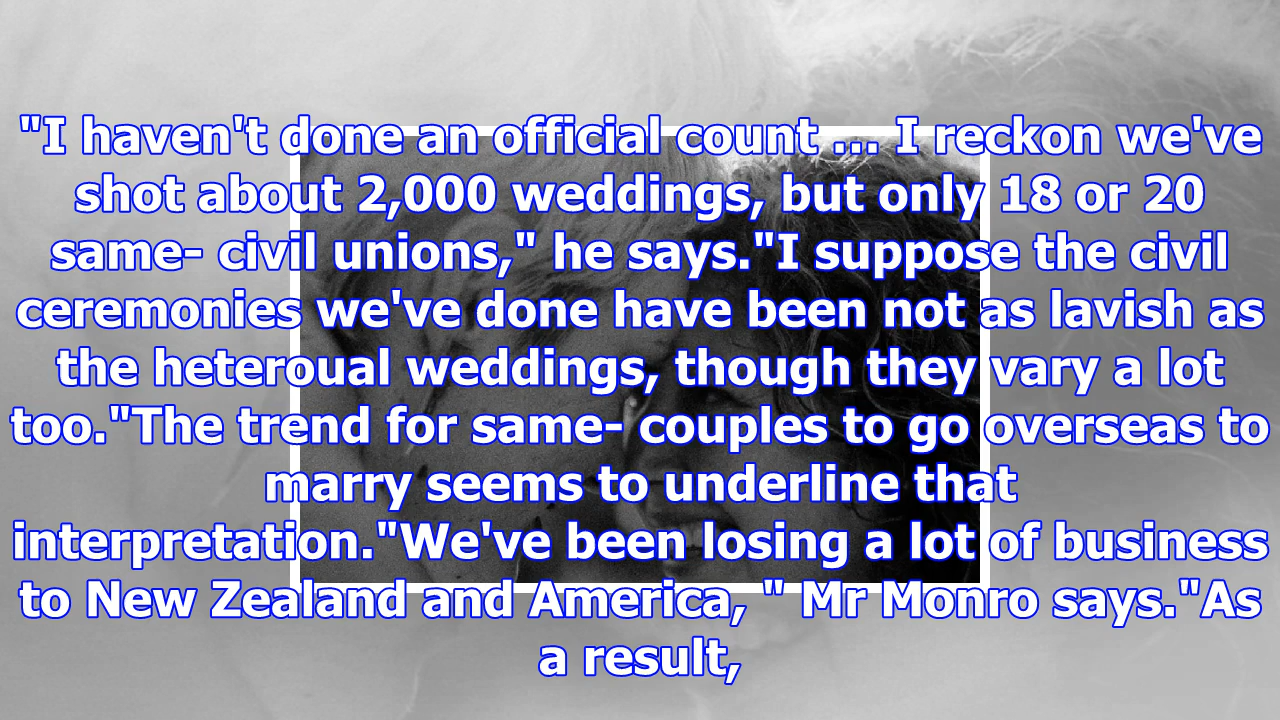 "I haven't done an official count ... I reckon we've
shot about 2,000 weddings, but only 18 or 20
same- civil unions," he says."I suppose the civil
ceremonies we've done have been not as lavish as
the heteroual weddings, though they vary a lot
too."The trend for same- couples to go overseas to
marry seems to underline that
interpretation."We've been losing a lot of business
to New Zealand and America, " Mr Monro says."As
a result,